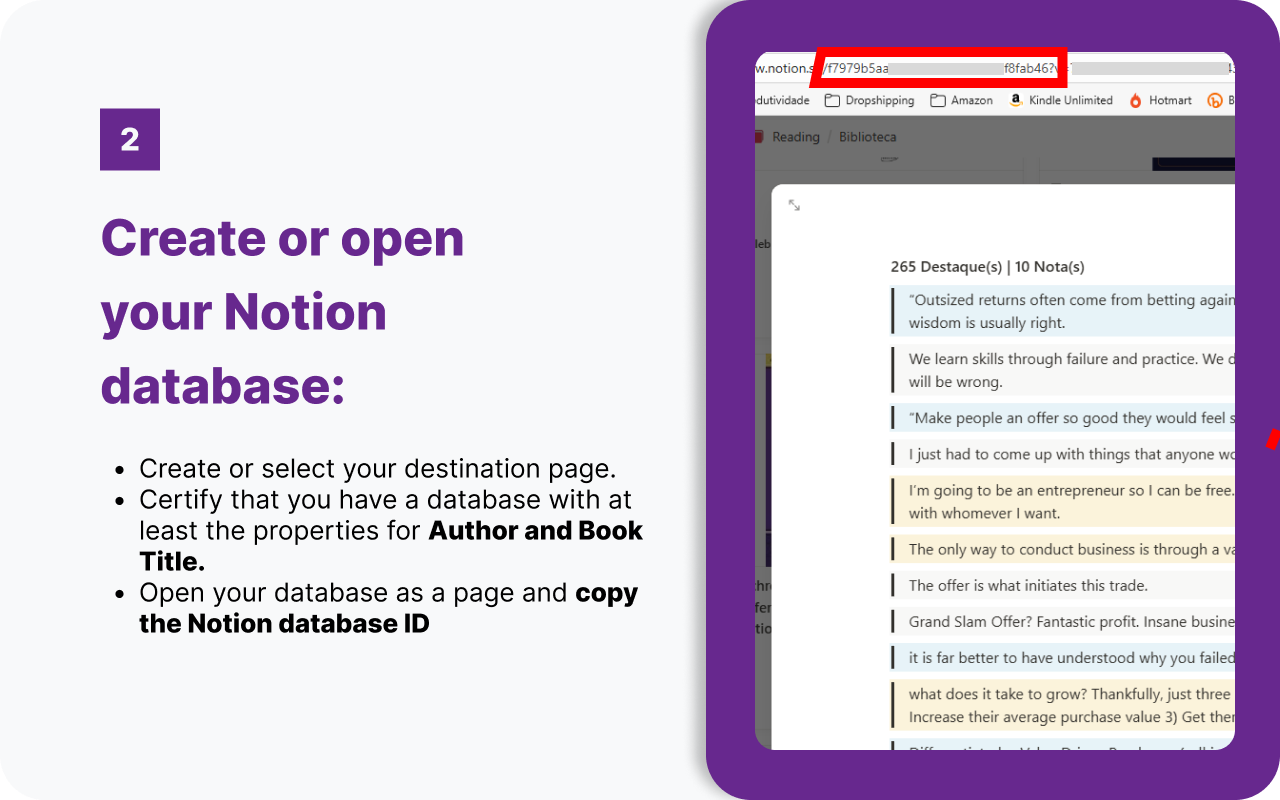 2
Create or open
your Notion
database:
Create or select your destination page.
Certify that you have a database with at
least the properties for Author and Book
Title.
Open your database as a page and copy
the Notion database ID
w.notion.s /f7979b5aa f8fab46?v
odutividade Dropshipping Amazon Kindle Unlimited Hotmart B
Reading / Biblioteca
265 Destaque(s) | 10 Nota(s)
"Outsized returns often come from betting again
wisdom is usually right.
We learn skills through failure and practice. We d
will be wrong.
"Make people an offer so good they would feel s
I just had to come up with things that anyone wo
I'm going to be an entrepreneur so I can be free.
with whomever I want.
The only way to conduct business is through a va
The offer is what initiates this trade.
Grand Slam Offer? Fantastic profit. Insane busine
it is far better to have understood why you failed
what does it take to grow? Thankfully, just three
Increase their average purchase value 3) Get ther